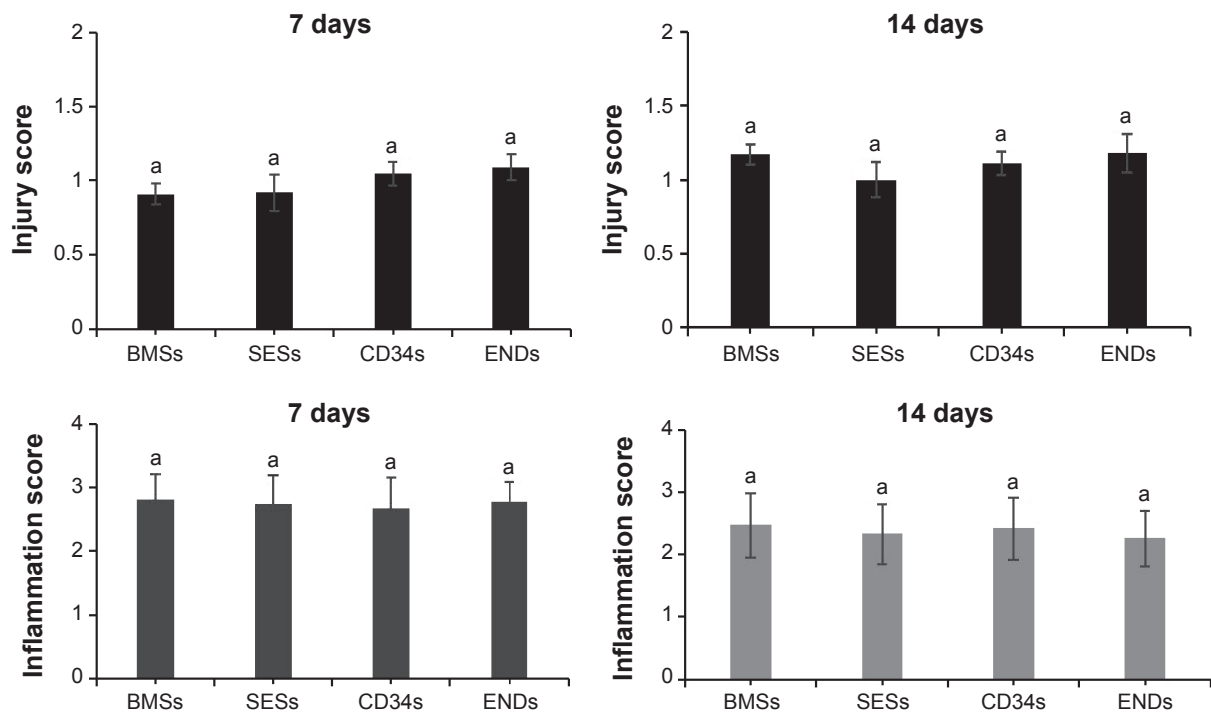 7 days
Injury score
2
1.5
1
0.5
0
a a a a
BMSs SESs CD34s ENDs
14 days
Injury score
2
1.5
1
0.5
0
a a a a
BMSs SESs CD34s ENDs
7 days
Inflammation score
4
3
2
1
0
a a a a
BMSs SESs CD34s ENDs
14 days
Inflammation score
4
3
2
1
0
a a a a
BMSs SESs CD34s ENDs